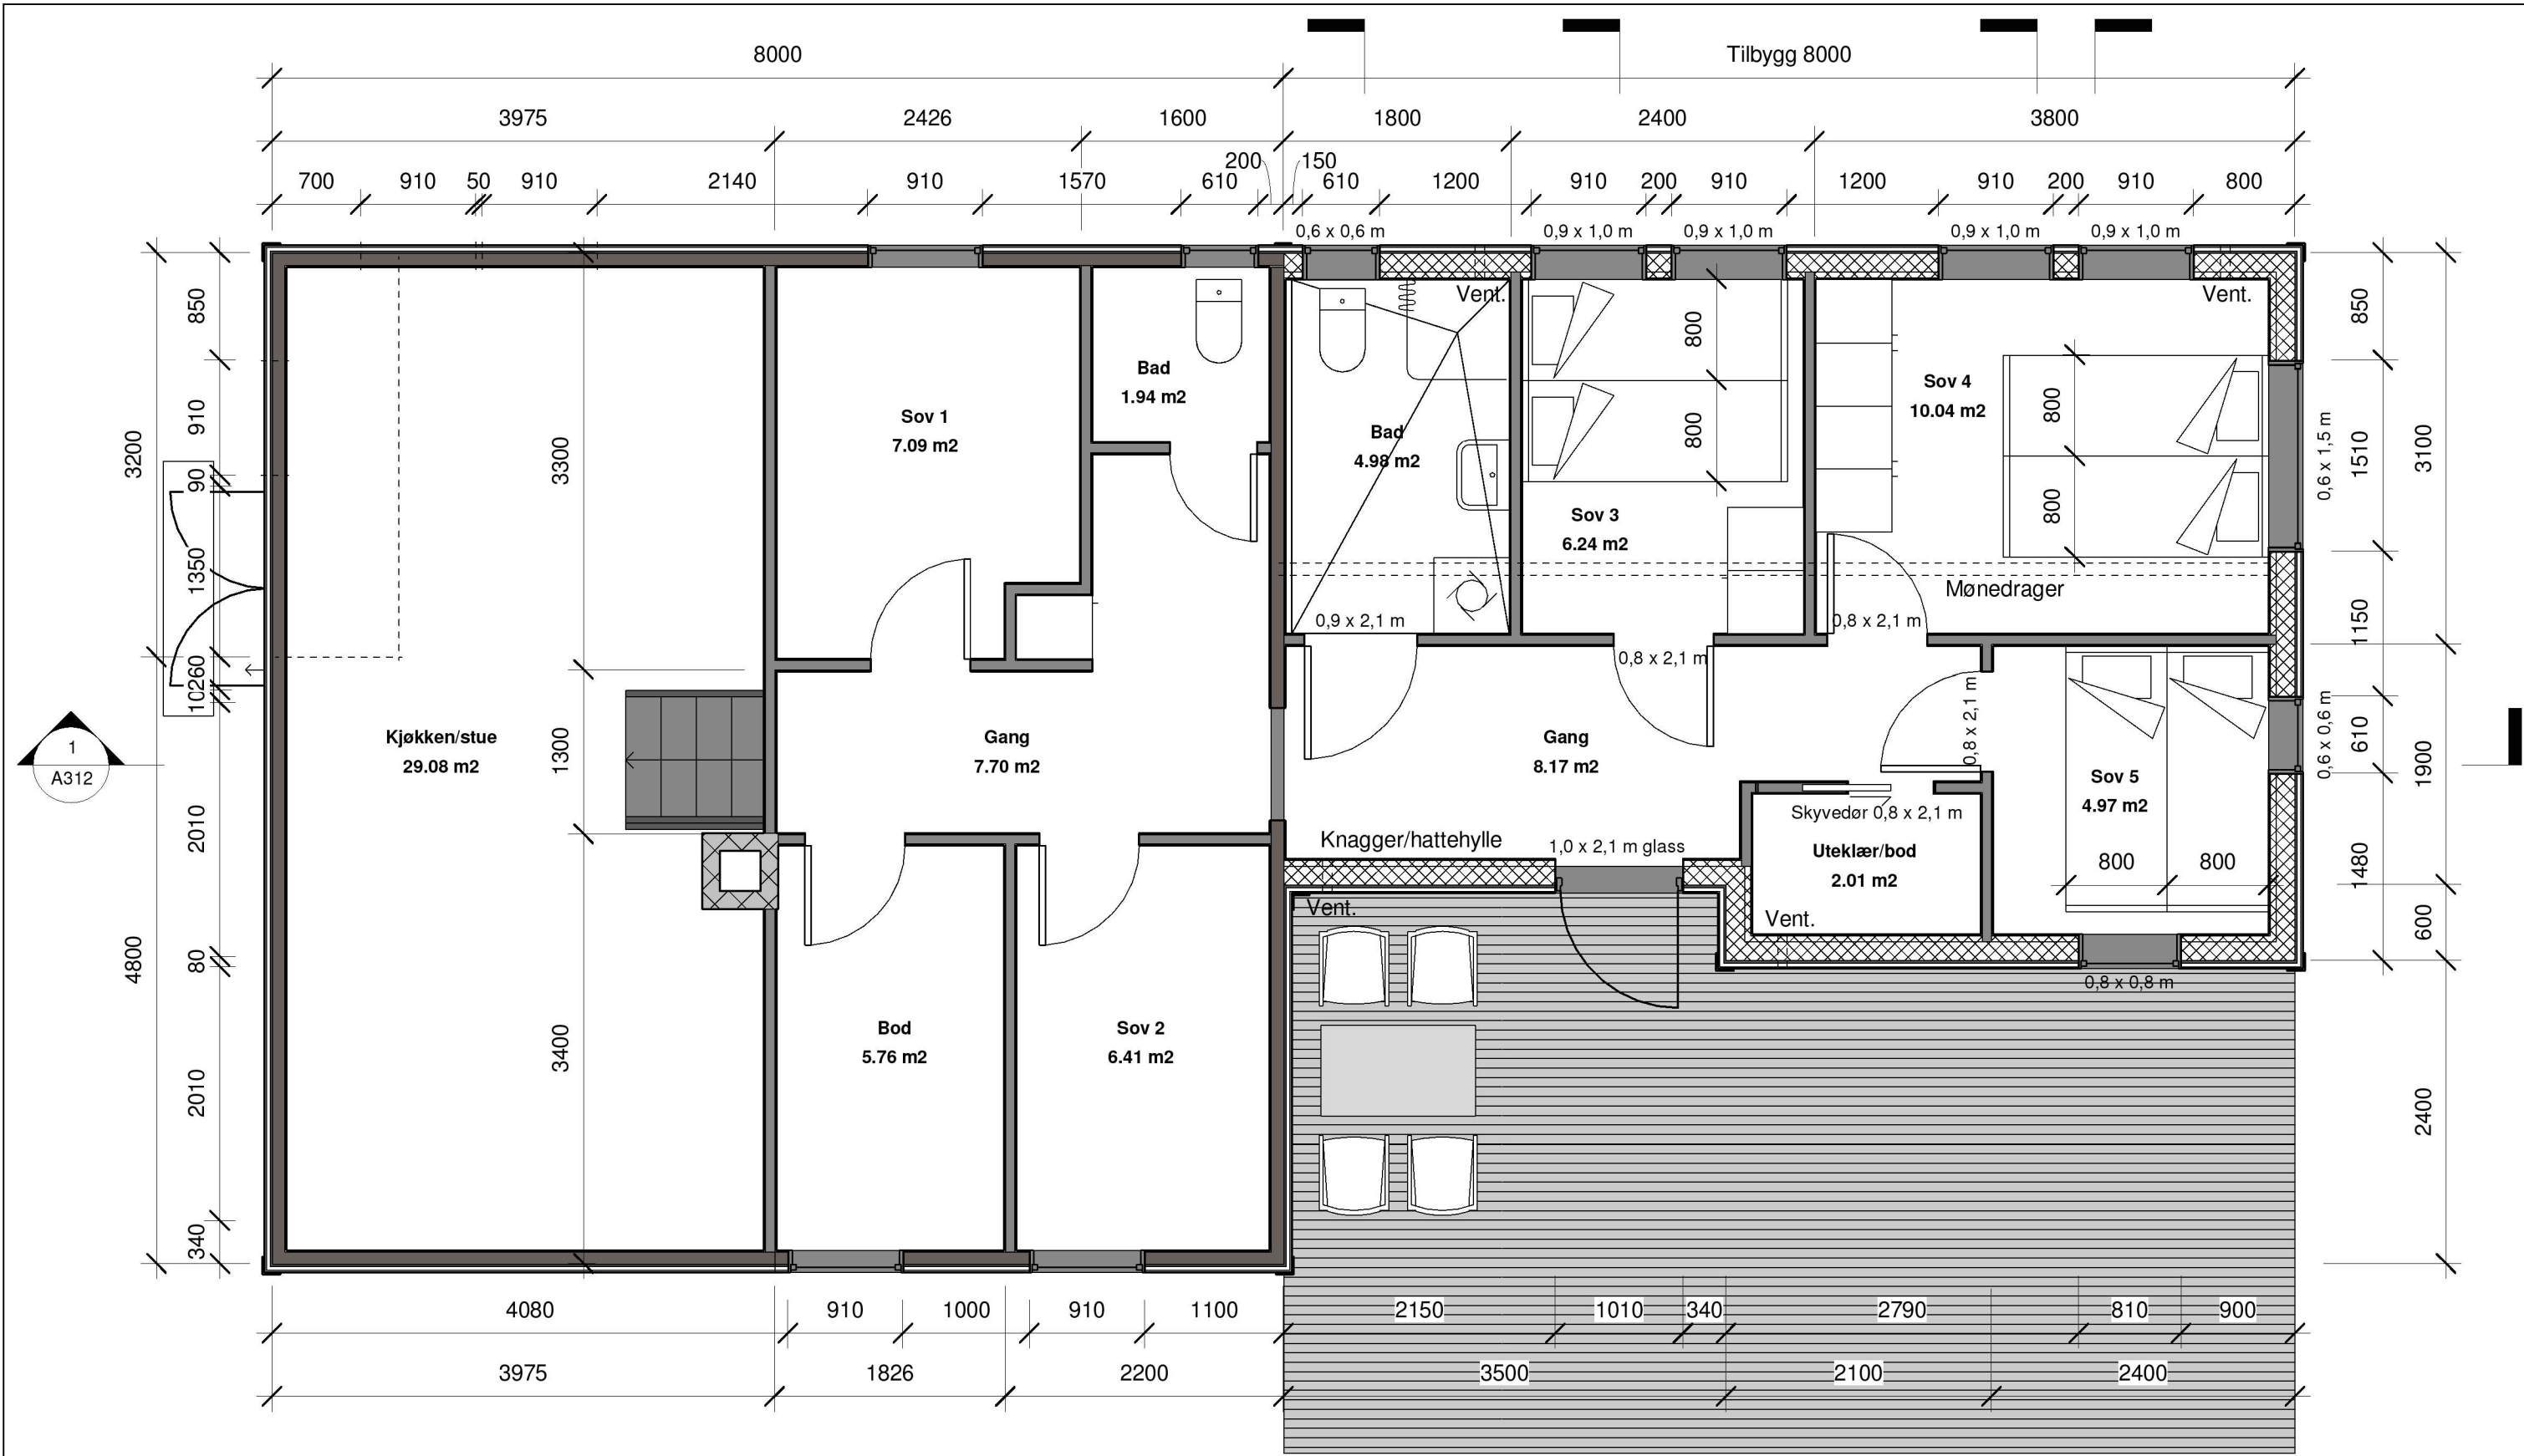 8000
Tilbygg 8000
3975
2426
1600
1800
2400
3800
200
150
700
910
50
910
2140
910
1570
610
610
1200
910
200
910
1200
910
200
910
800
0,6 x 0,6 m
0,9 x 1,0 m
0,9 x 1,0 m
0,9 x 1,0 m
0,9 x 1,0 m
Vent.
Vent.
850
910
90
1350
260
10
2010
80
2010
340
3200
4800
3300
1300
3400
1
A312
Kjøkken/stue
29.08 m2
Sov 1
7.09 m2
Bad
1.94 m2
Gang
7.70 m2
Bod
5.76 m2
Sov 2
6.41 m2
Bad
4.98 m2
0,9 x 2,1 m
800
800
Sov 3
6.24 m2
0,8 x 2,1 m
Sov 4
10.04 m2
800
800
Mønedrager
0,8 x 2,1 m
Gang
8.17 m2
0,8 x 2,1 m
Sov 5
4.97 m2
800
800
Skyvedør 0,8 x 2,1 m
Uteklær/bod
2.01 m2
Vent.
Knagger/hattehylle
1,0 x 2,1 m glass
Vent.
0,8 x 0,8 m
0,6 x 1,5 m
0,6 x 0,6 m
850
1510
1150
610
1480
600
3100
1900
2400
4080
910
1000
910
1100
2150
1010
340
2790
810
900
3975
1826
2200
3500
2100
2400